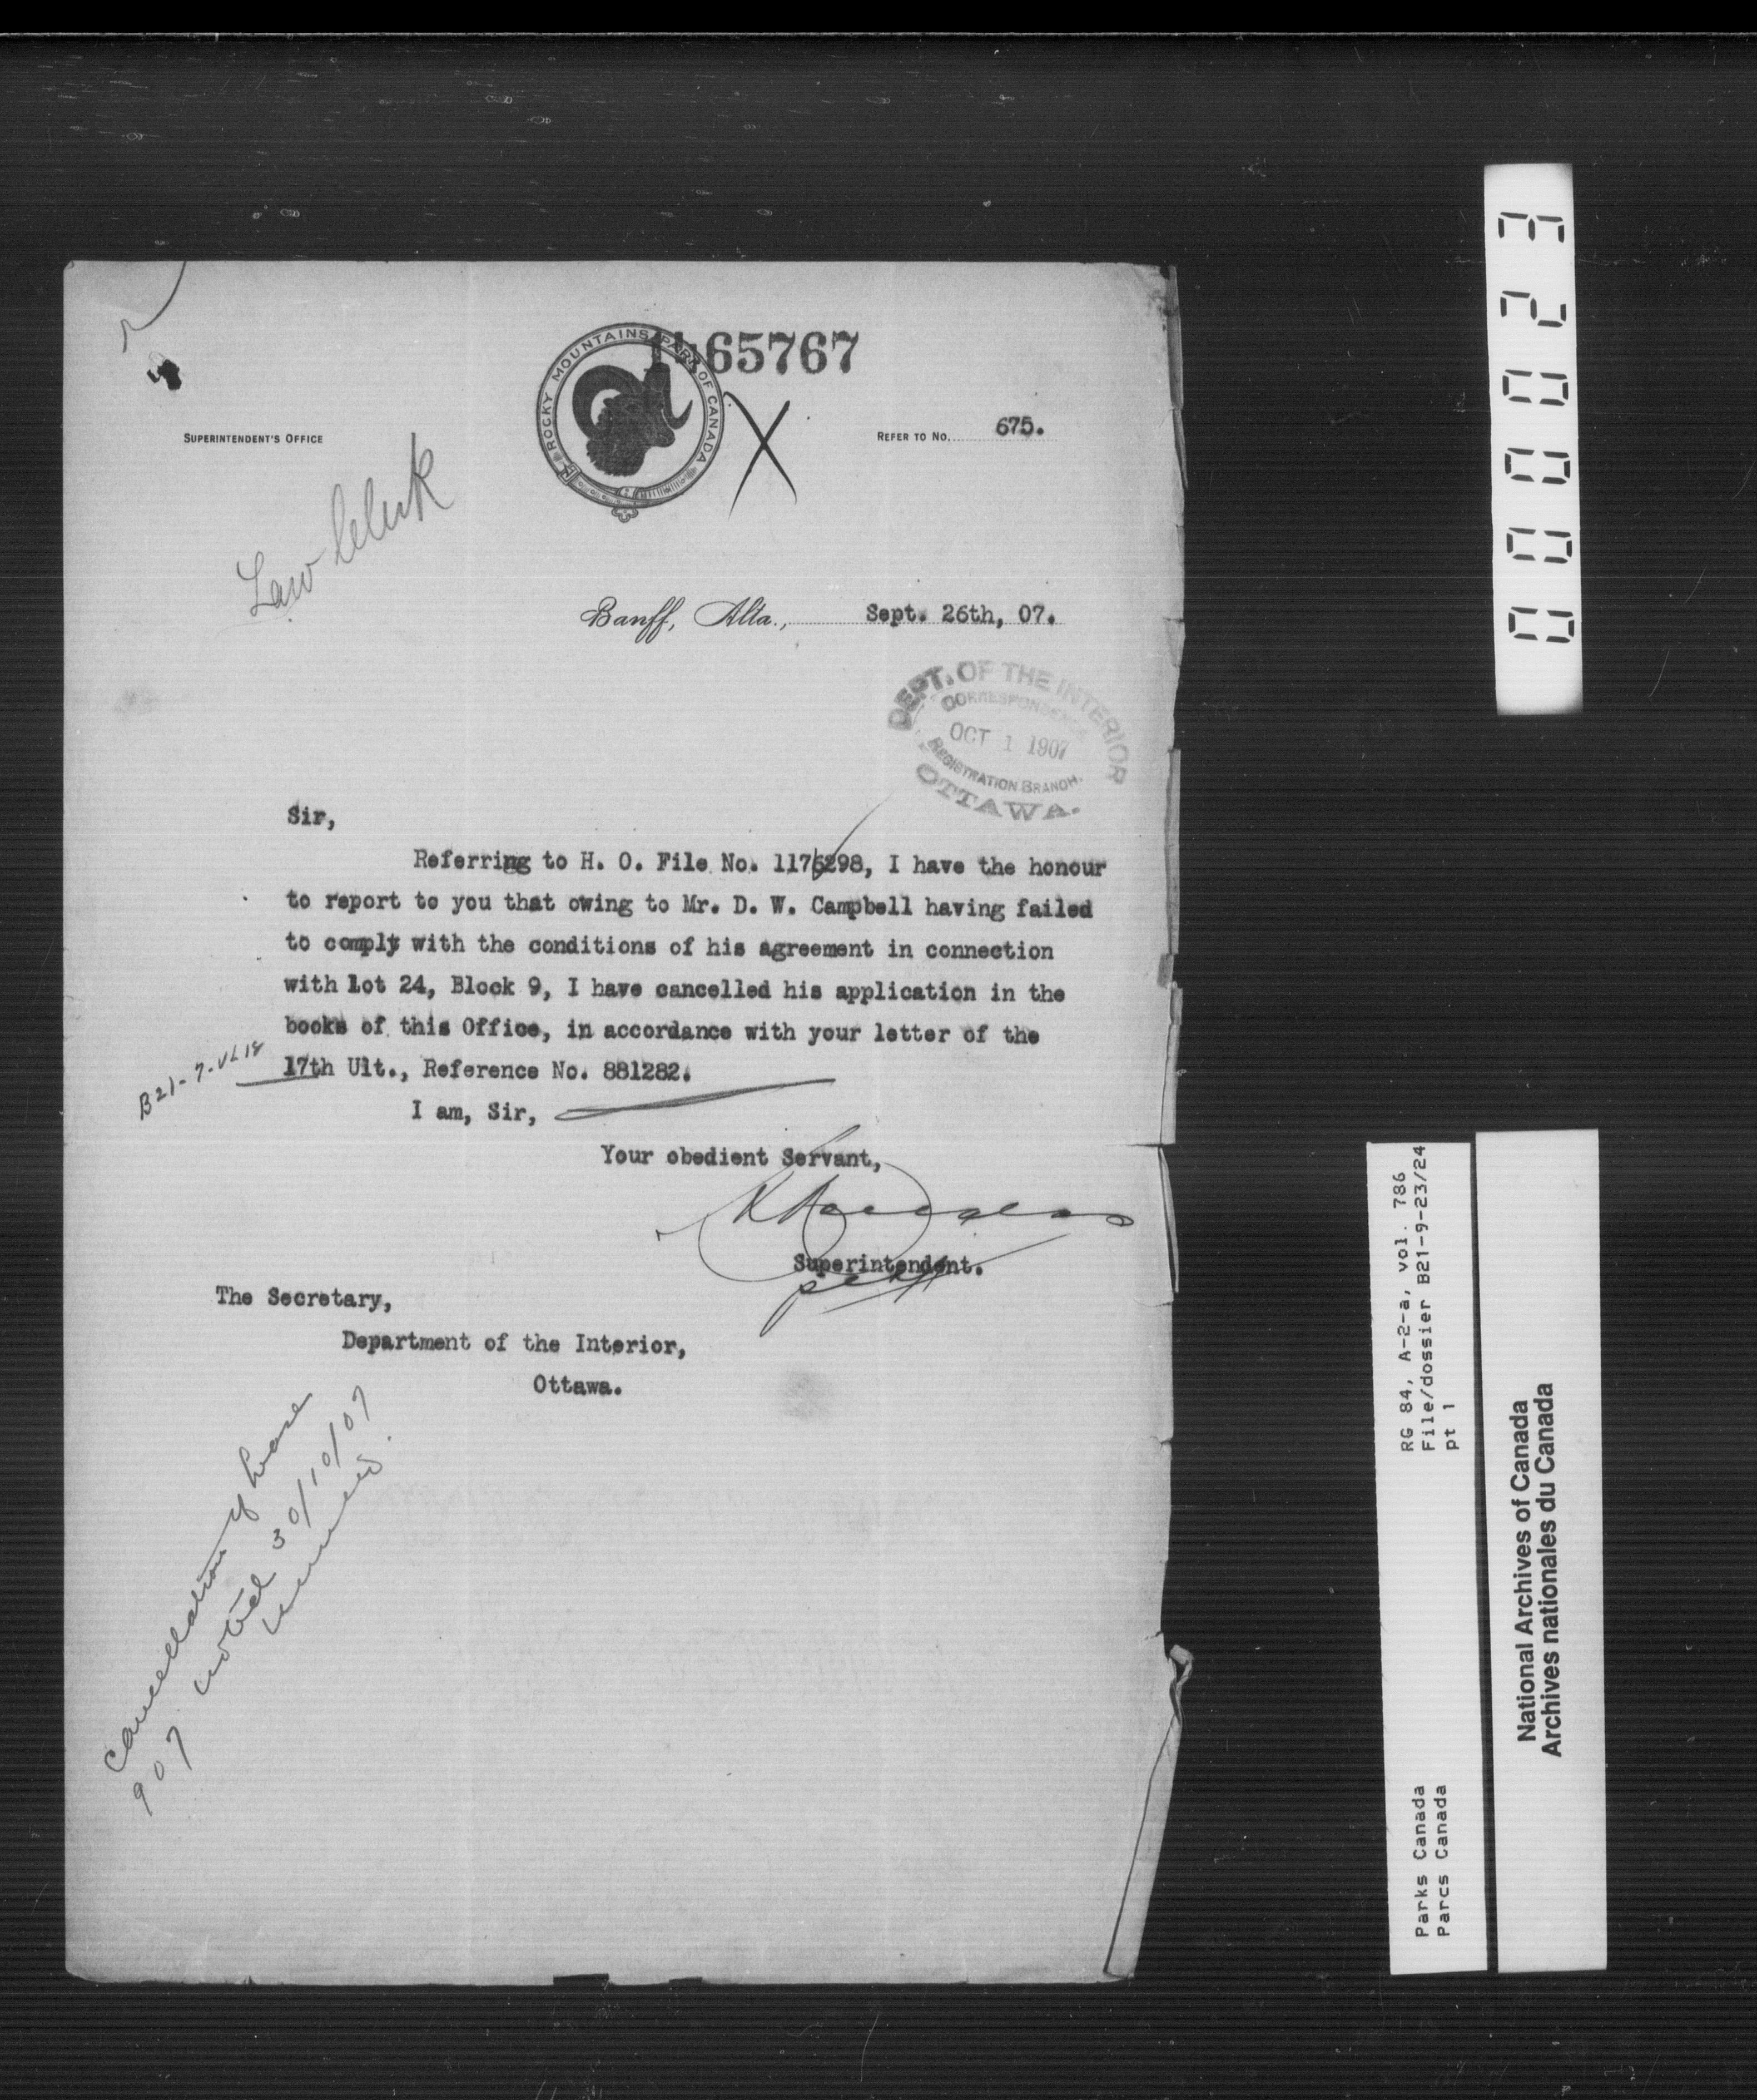 1465767
ROCKY MOUNTAINS PARK OF CANADA
SUPERINTENDENT'S OFFICE
REFER TO NO. 675.
Law Clerk
Banff, Alta., Sept. 26th, 07.
DEPT. OF THE INTERIOR
CORRESPONDENCE
OCT 1 1907
REGISTRATION BRANCH.
OTTAWA.
Sir,
Referring to H. O. File No. 1176298, I have the honour
to report to you that owing to Mr. D. W. Campbell having failed
to comply with the conditions of his agreement in connection
with lot 24, Block 9, I have cancelled his application in the
books of this Office, in accordance with your letter of the
B21-7-
17th Ult., Reference No. 881282.
I am, Sir,
Your obedient Servant,
Superintendent.
The Secretary,
Department of the Interior,
Ottawa.
Cancellation of Lease
907 noted 30/10/07
00023
RG 84, A-2-a, vol. 786
File/dossier B21-9-23/24
pt 1
Parks Canada
Parcs Canada
National Archives of Canada
Archives nationales du Canada